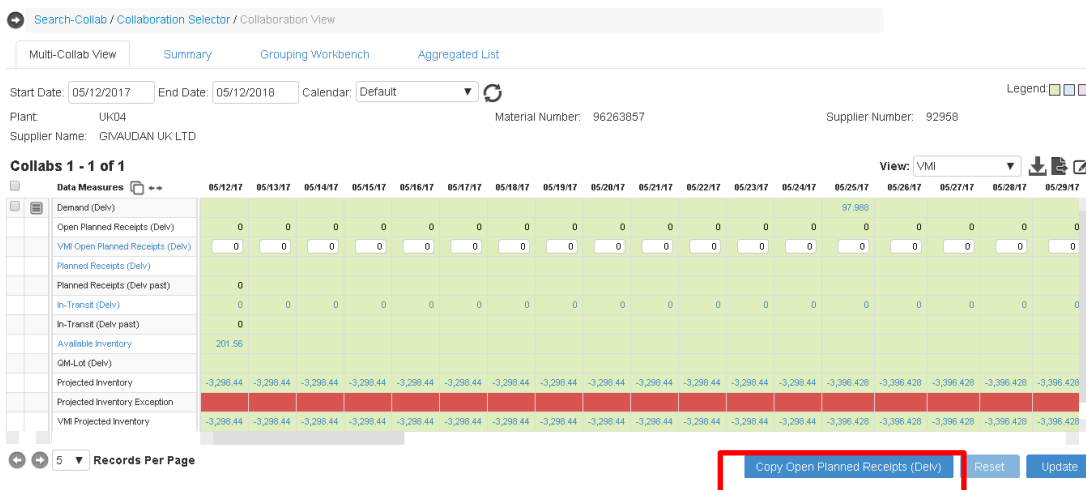 Search-Collab / Collaboration Selector / Collaboration View
Multi-Collab View Summary Grouping Workbench Aggregated List
Start Date: 05/12/2017 End Date: 05/12/2018 Calendar: Default Legend:
Plant: UK04 Material Number: 96263857 Supplier Number: 92958
Supplier Name: GIVAUDAN UK LTD
Collabs 1 - 1 of 1 View: VMI
Data Measures 05/12/17 05/13/17 05/14/17 05/15/17 05/16/17 05/17/17 05/18/17 05/19/17 05/20/17 05/21/17 05/22/17 05/23/17 05/24/17 05/25/17 05/26/17 05/27/17 05/28/17 05/29/17
Demand (Delv) 97.988
Open Planned Receipts (Delv) 0 0 0 0 0 0 0 0 0 0 0 0 0 0 0 0 0 0
VMI Open Planned Receipts (Delv) 0 0 0 0 0 0 0 0 0 0 0 0 0 0 0 0 0 0
Planned Receipts (Delv)
Planned Receipts (Delv past) 0
In-Transit (Delv) 0 0 0 0 0 0 0 0 0 0 0 0 0 0 0 0 0 0
In-Transit (Delv past) 0
Available Inventory 201.56
QM-Lot (Delv)
Projected Inventory -3,298.44 -3,298.44 -3,298.44 -3,298.44 -3,298.44 -3,298.44 -3,298.44 -3,298.44 -3,298.44 -3,298.44 -3,298.44 -3,298.44 -3,298.44 -3,396.428 -3,396.428 -3,396.428 -3,396.428 -3,396.428
Projected Inventory Exception
VMI Projected Inventory -3,298.44 -3,298.44 -3,298.44 -3,298.44 -3,298.44 -3,298.44 -3,298.44 -3,298.44 -3,298.44 -3,298.44 -3,298.44 -3,298.44 -3,298.44 -3,396.428 -3,396.428 -3,396.428 -3,396.428 -3,396.428
5 Records Per Page
Copy Open Planned Receipts (Delv) Reset Update